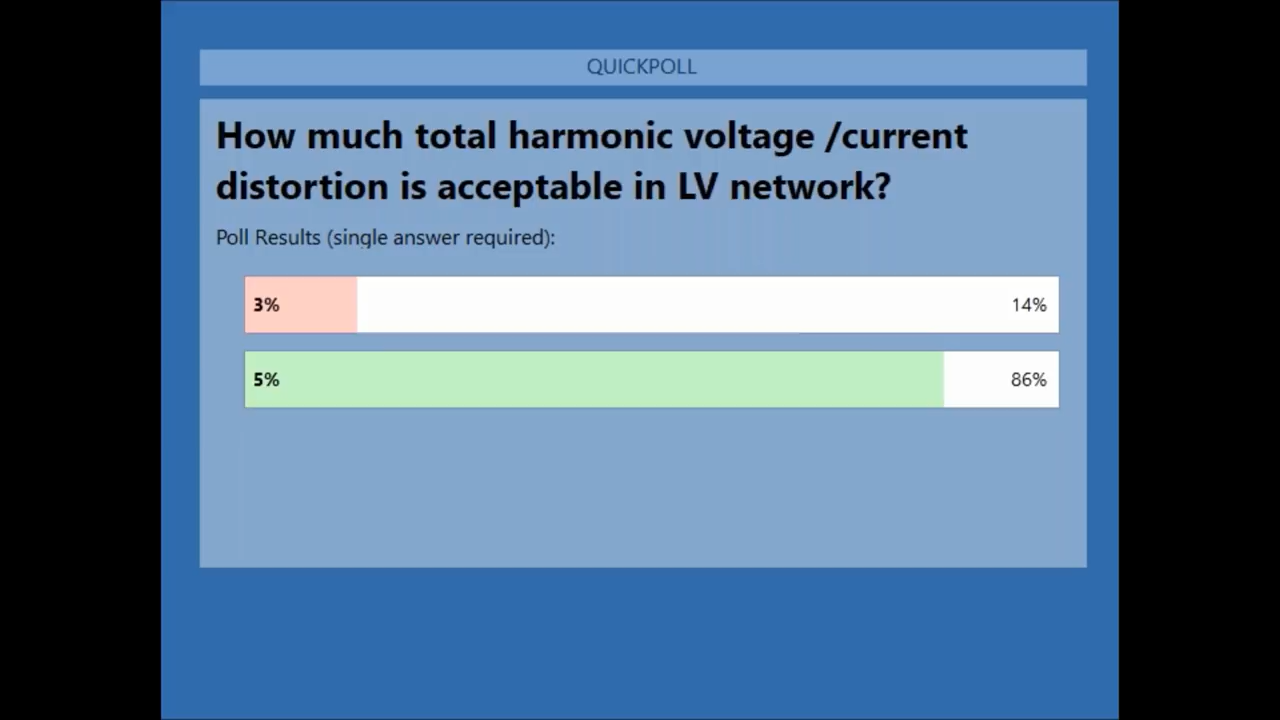 QUICKPOLL
How much total harmonic voltage /current
distortion is acceptable in LV network?
Poll Results (single answer required):
3% 14%
5% 86%